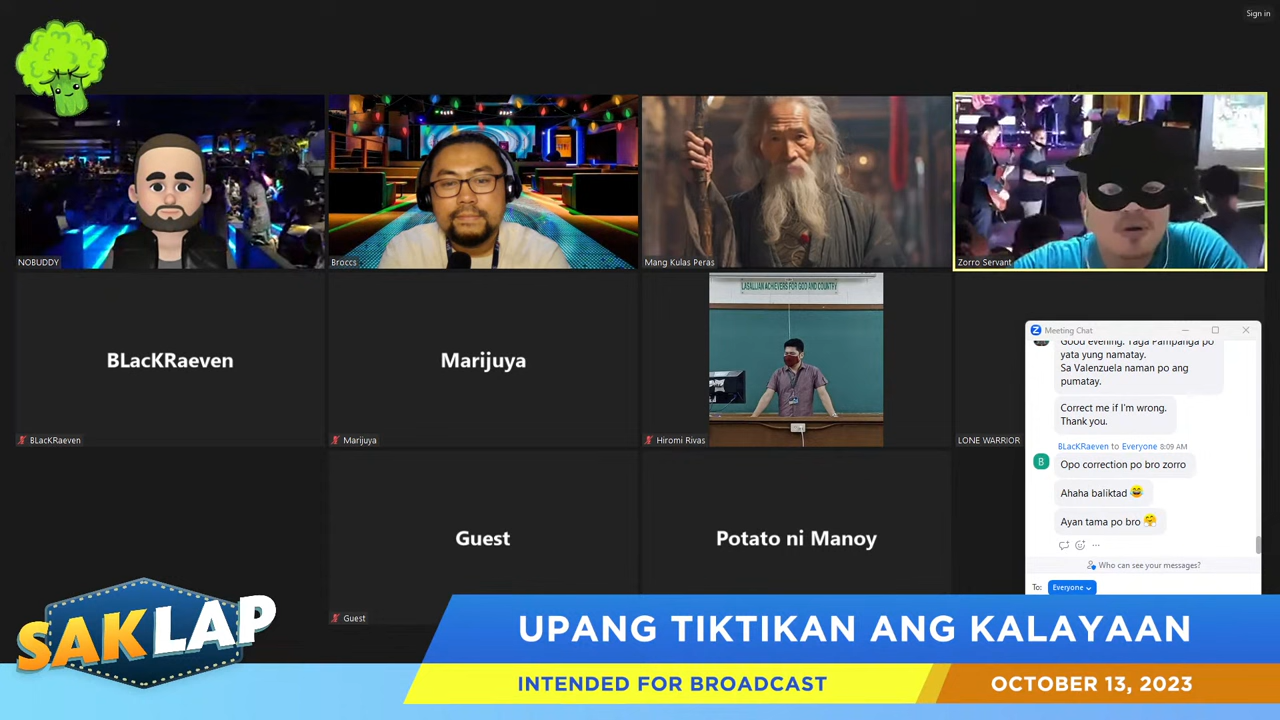 Sign in
NOBUDDY
Broccs
Mang Kulas Peras
Zorro Servant
LASALLIAN ACHIEVERS FOR GOD AND COUNTRY
BLacKRaeven
Marijuya
BLacKRaeven
Marijuya
Hiromi Rivas
LONE WARRIOR
Meeting Chat
Good evening. Taga Pampanga po
yata yung namatay.
Sa Valenzuela naman po ang
pumatay.
Correct me if I'm wrong.
Thank you.
BLacKRaeven to Everyone 8:09 AM
B
Opo correction po bro zorro
Ahaha baliktad
Ayan tama po bro
Who can see your messages?
To: Everyone
Guest
Potato ni Manoy
Guest
SAKLAP
UPANG TIKTIKAN ANG KALAYAAN
INTENDED FOR BROADCAST
OCTOBER 13, 2023